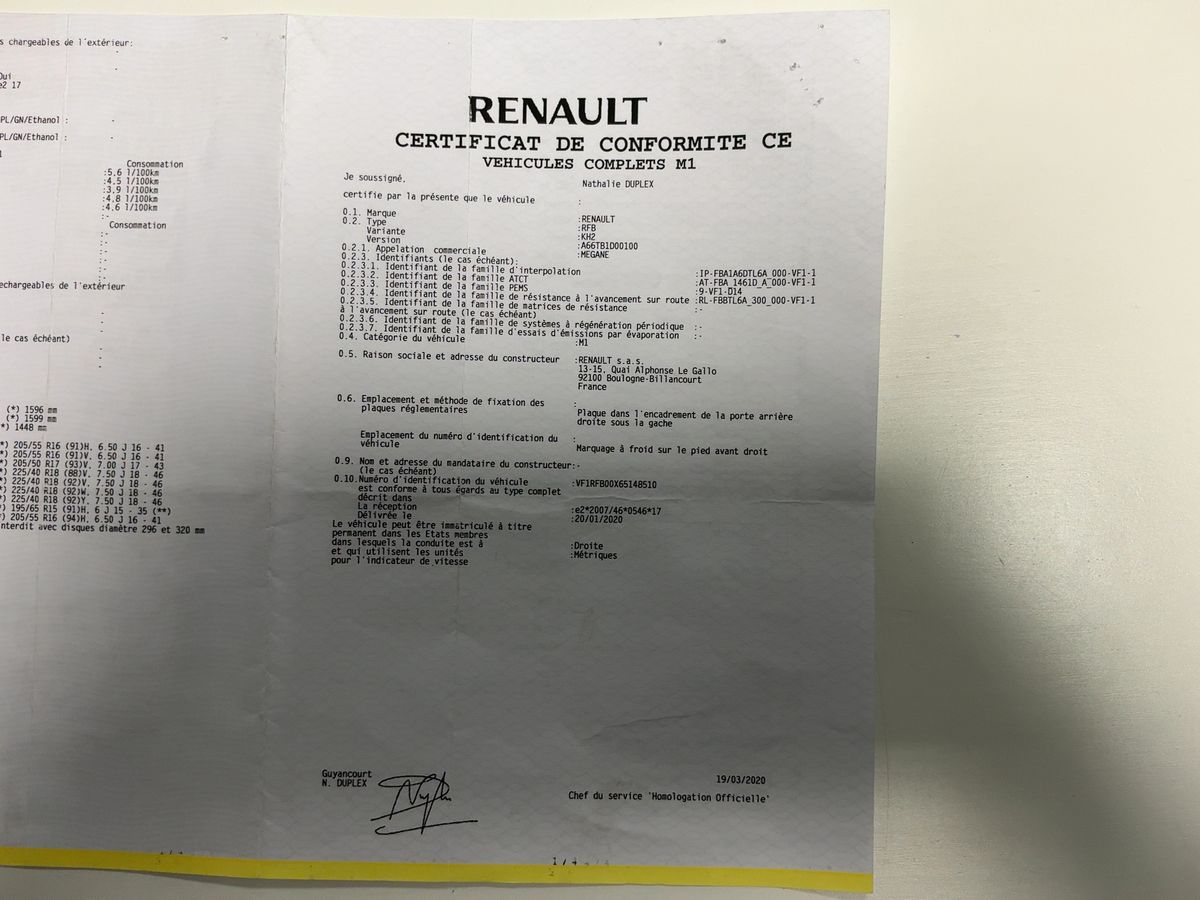 s chargeables de l'extérieur:
-
-
Oui
e2 17
PL/GN/Ethanol : -
PL/GN/Ethanol : -
Consommation
:5.6 l/100km
:4.5 l/100km
:3.9 l/100km
:4.8 l/100km
:4.6 l/100km
:-
Consommation
:-
:-
:-
:-
:-
:-
echargeables de l'extérieur
-
-
-
le cas échéant)
-
-
(*) 1596 mm
(*) 1599 mm
*) 1448 mm
*) 205/55 R16 (91)H. 6.50 J 16 - 41
*) 205/55 R16 (91)V. 6.50 J 16 - 41
*) 205/50 R17 (93)V. 7.00 J 17 - 43
*) 225/40 R18 (88)V. 7.50 J 18 - 46
*) 225/40 R18 (92)V. 7.50 J 18 - 46
*) 225/40 R18 (92)W. 7.50 J 18 - 46
*) 225/40 R18 (92)Y. 7.50 J 18 - 46
*) 195/65 R15 (91)H. 6 J 15 - 35 (**)
*) 205/55 R16 (94)H. 6.50 J 16 - 41
nterdit avec disques diamètre 296 et 320 mm
RENAULT
CERTIFICAT DE CONFORMITE CE
VEHICULES COMPLETS M1
Je soussigné, Nathalie DUPLEX
certifie par la présente que le véhicule :
0.1. Marque :RENAULT
0.2. Type :RFB
Variante :KH2
Version :A66TB1D00100
0.2.1. Appelation commerciale :MEGANE
0.2.3. Identifiants (le cas échéant):
0.2.3.1. Identifiant de la famille d'interpolation :IP-FBA1A6DTL6A_000-VF1-1
0.2.3.2. Identifiant de la famille ATCT :AT-FBA_1461D_A_000-VF1-1
0.2.3.3. Identifiant de la famille PEMS :9-VF1-D14
0.2.3.4. Identifiant de la famille de résistance à l'avancement sur route :RL-FBBTL6A_300_000-VF1-1
0.2.3.5. Identifiant de la famille de matrices de résistance :-
à l'avancement sur route (le cas échéant)
0.2.3.6. Identifiant de la famille de systèmes à régénération périodique :-
0.2.3.7. Identifiant de la famille d'essais d'émissions par évaporation :-
0.4. Catégorie du véhicule :M1
0.5. Raison sociale et adresse du constructeur :RENAULT s.a.s.
13-15, Quai Alphonse Le Gallo
92100 Boulogne-Billancourt
France
0.6. Emplacement et méthode de fixation des :
plaques réglementaires Plaque dans l'encadrement de la porte arrière
droite sous la gache
Emplacement du numéro d'identification du :
véhicule Marquage à froid sur le pied avant droit
0.9. Nom et adresse du mandataire du constructeur:-
(le cas échéant)
0.10.Numéro d'identification du véhicule :VF1RFB00X65148510
est conforme à tous égards au type complet
décrit dans
La réception :e2*2007/46*0546*17
Délivrée le :20/01/2020
Le véhicule peut être immatriculé à titre
permanent dans les Etats membres
dans lesquels la conduite est à :Droite
et qui utilisent les unités :Métriques
pour l'indicateur de vitesse
Guyancourt 19/03/2020
N. DUPLEX
Chef du service 'Homologation Officielle'